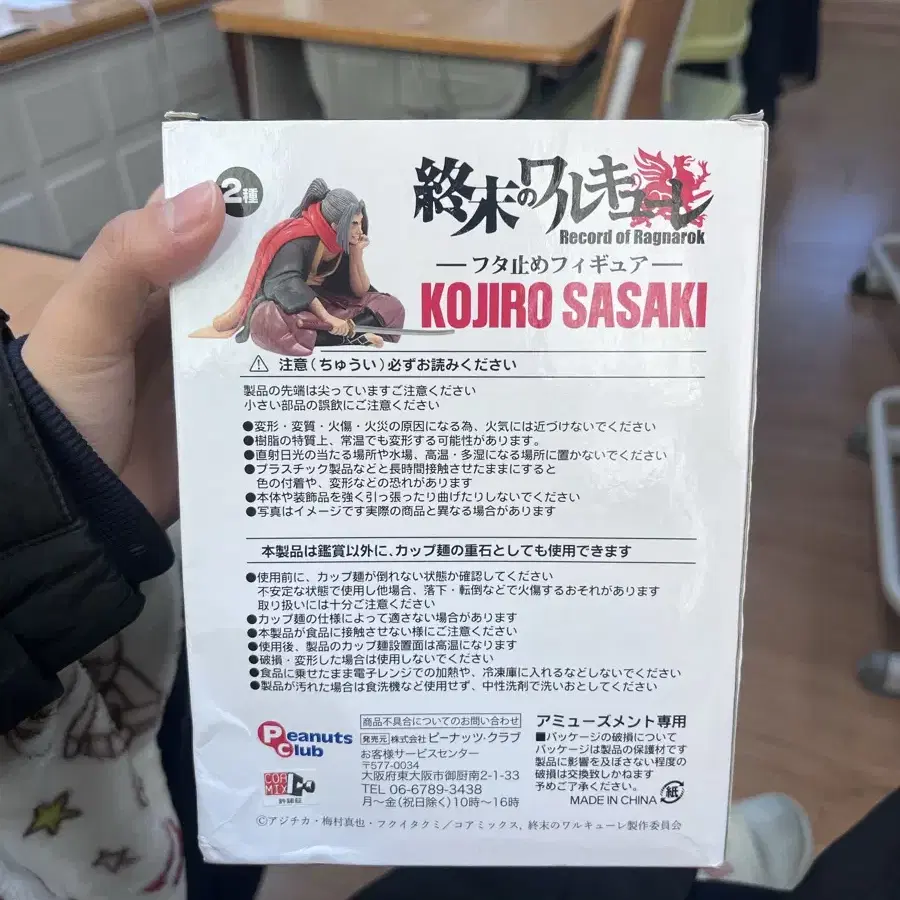 2種
終末のワルキューレ
Record of Ragnarok
フタ止めフィギュア
KOJIRO SASAKI
注意(ちゅうい)必ずお読みください
製品の先端は尖っていますご注意ください
小さい部品の誤飲にご注意ください
●変形・変質・火傷・火災の原因になる為、火気には近づけないでください
●樹脂の特質上、常温でも変形する可能性があります。
●直射日光の当たる場所や水場、高温・多湿になる場所に置かないでください
●プラスチック製品などと長時間接触させたままにすると
色の付着や、変形などの恐れがあります
●本体や装飾品を強く引っ張ったり曲げたりしないでください
●写真はイメージです実際の商品と異なる場合があります
本製品は鑑賞以外に、カップ麺の重石としても使用できます
●使用前に、カップ麺が倒れない状態か確認してください
不安定な状態で使用し他場合、落下・転倒などで火傷するおそれがあります
取り扱いには十分ご注意ください
●カップ麺の仕様によって適さない場合があります
●本製品が食品に接触させない様にご注意ください
●使用後、製品のカップ麺設置面は高温になります
●破損・変形した場合は使用しないでください
●食品に乗せたまま電子レンジでの加熱や、冷凍庫に入れるなどしないでください
●製品が汚れた場合は食洗機など使用せず、中性洗剤で洗いおとしてください
Peanuts Club
商品不具合についてのお問い合わせ
発売元 株式会社 ピーナッツ・クラブ
お客様サービスセンター
〒577-0034
大阪府東大阪市御厨南2-1-33
TEL 06-6789-3438
月〜金(祝日除く)10時〜16時
アミューズメント専用
■パッケージの破損について
パッケージは製品の保護材です
製品に影響を及ぼさない程度の
破損は交換致しかねます
予めご了承ください。
MADE IN CHINA
紙
COAMIX
許諾証
©アジチカ・梅村真也・フクイタクミ/コアミックス, 終末のワルキューレ製作委員会